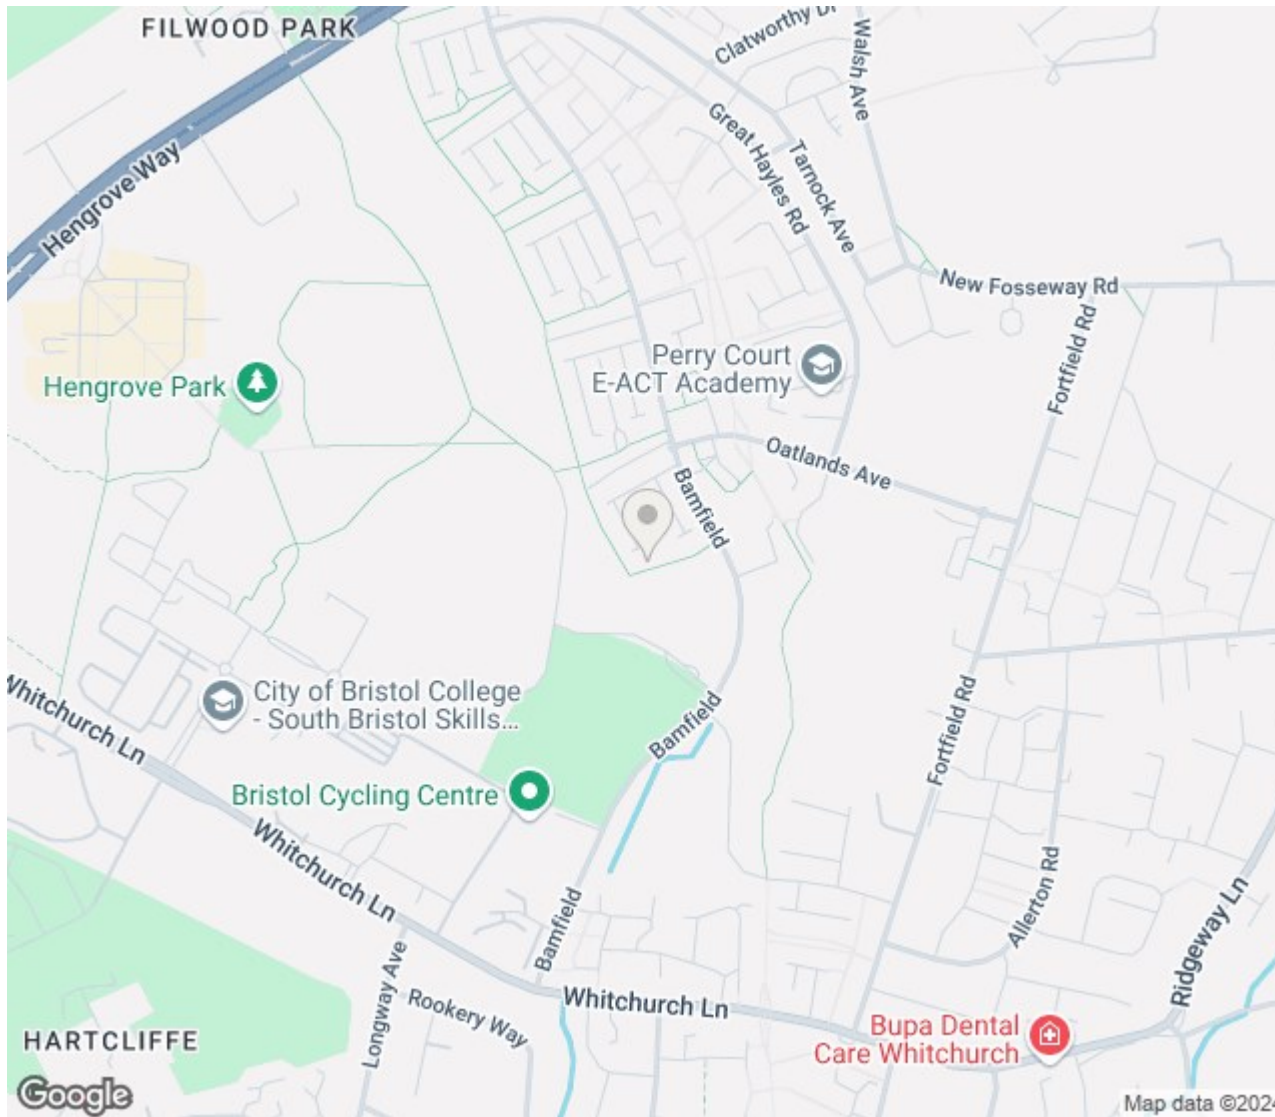 FILWOOD PARK
Clatworthy Dr
Walsh Ave
Hengrove Way
Great Hayles Rd
Tarnock Ave
New Fosseway Rd
Fortfield Rd
Perry Court
E-ACT Academy
Hengrove Park
Oatlands Ave
Bamfield
Whitchurch Ln
City of Bristol College
- South Bristol Skills...
Bamfield
Fortfield Rd
Bristol Cycling Centre
Whitchurch Ln
Allerton Rd
Ridgeway Ln
Bamfield
Longway Ave
Rookery Way
Whitchurch Ln
Bupa Dental
Care Whitchurch
HARTCLIFFE
Google
Map data ©2024